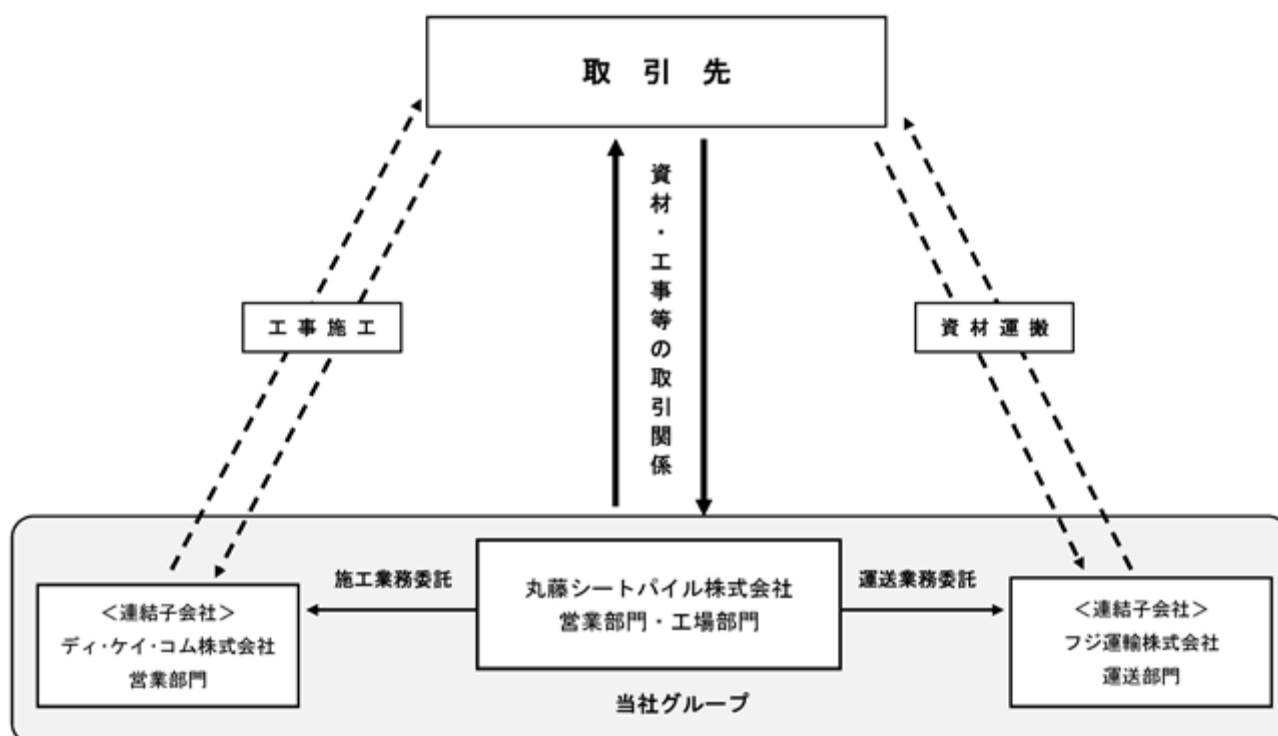 取引先
資材・工事等の取引関係
工事施工
資材運搬
施工業務委託
運送業務委託
<連結子会社>
ディ・ケイ・コム株式会社
営業部門
丸藤シートパイル株式会社
営業部門・工場部門
<連結子会社>
フジ運輸株式会社
運送部門
当社グループ